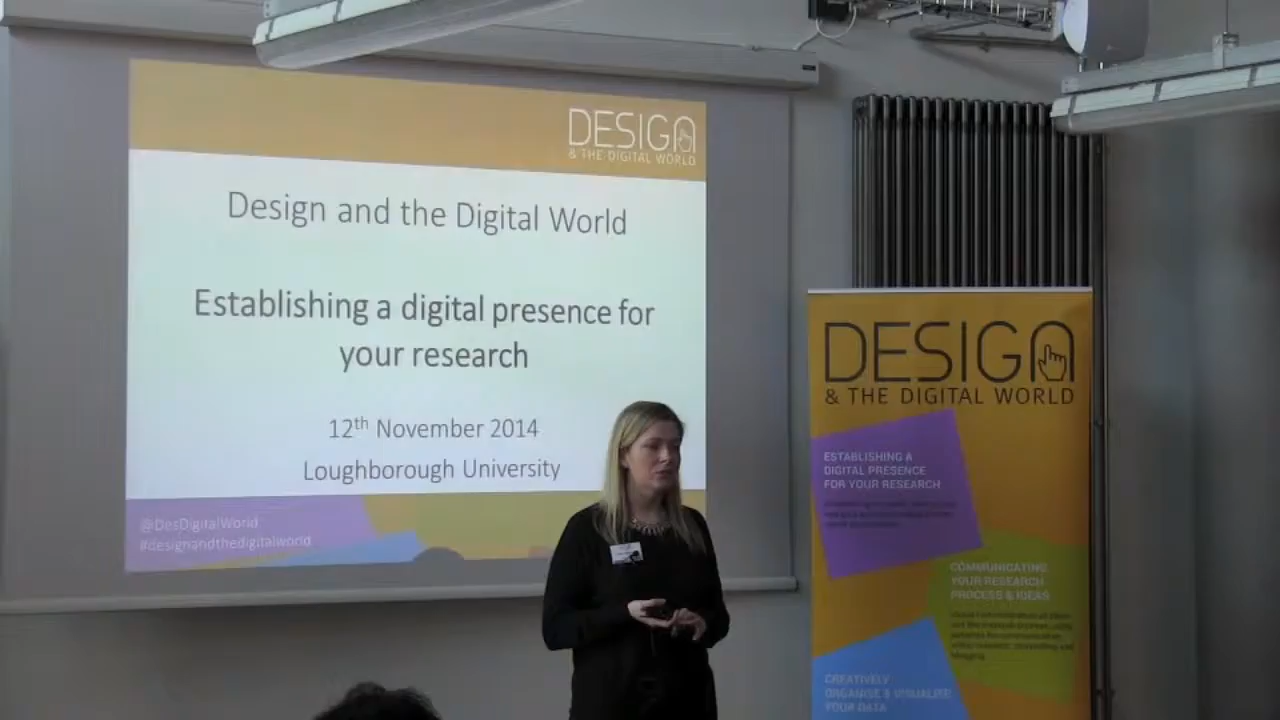 DESIGN
& THE DIGITAL WORLD
Design and the Digital World
Establishing a digital presence for
your research
12th November 2014
Loughborough University
@DesDigitalWorld
#designandthedigitalworld
DESIGN
& THE DIGITAL WORLD
ESTABLISHING A
DIGITAL PRESENCE
FOR YOUR RESEARCH
COMMUNICATING
YOUR RESEARCH
PROCESS & IDEAS
CREATIVELY
ORGANISE & VISUALISE
YOUR DATA